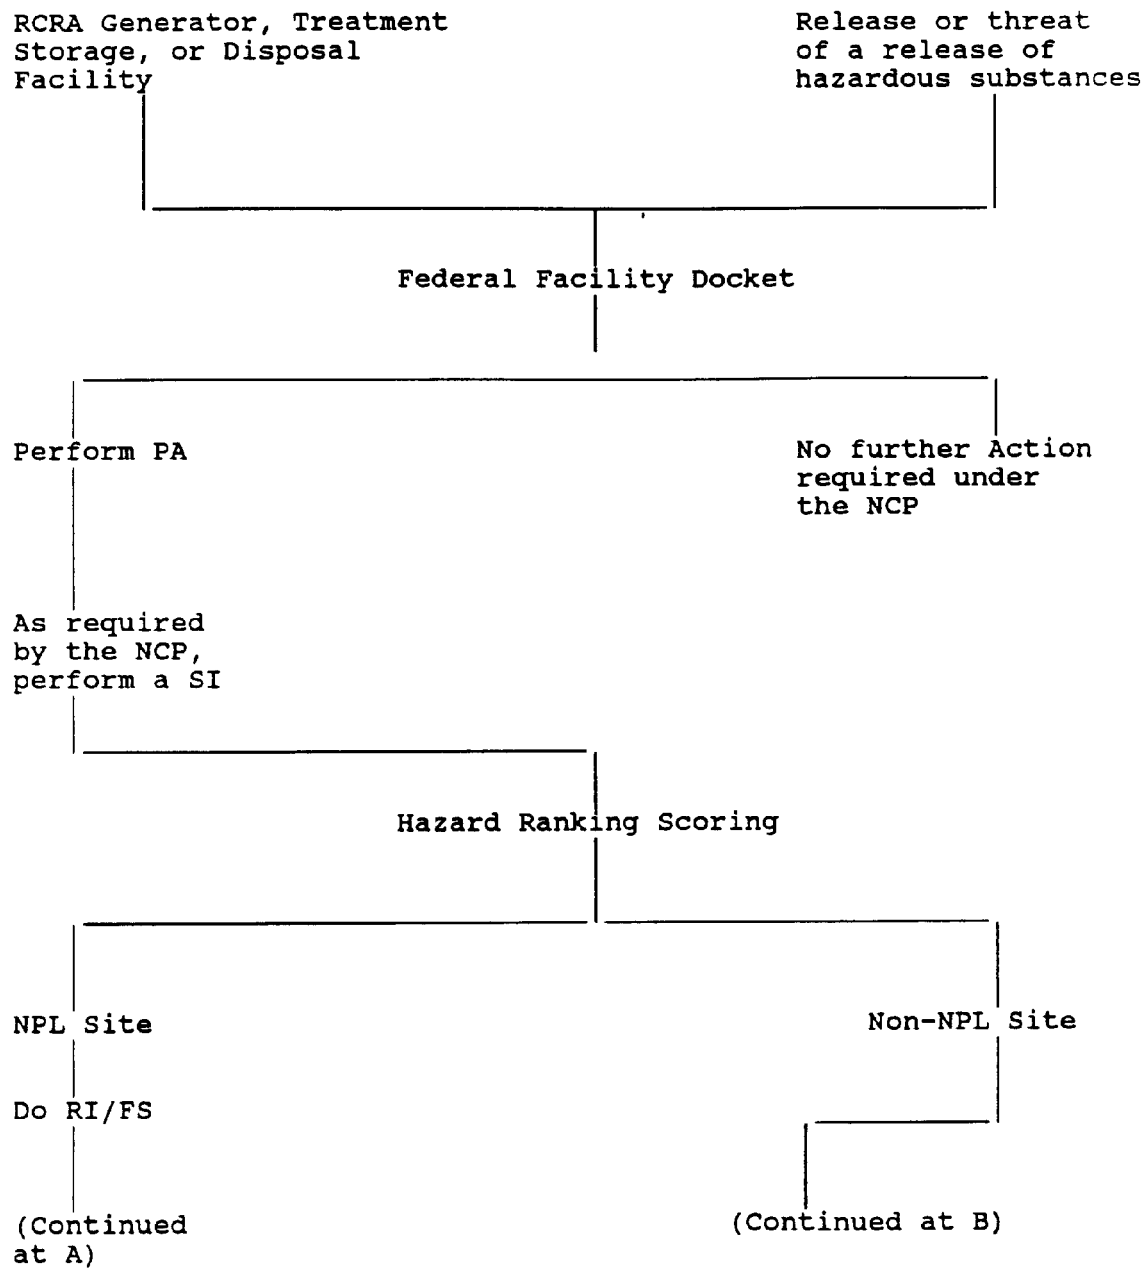 RCRA Generator, Treatment
Storage, or Disposal
Facility
Release or threat
of a release of
hazardous substances
Federal Facility Docket
Perform PA
No further Action
required under
the NCP
As required
by the NCP,
perform a SI
Hazard Ranking Scoring
NPL Site
Non-NPL Site
Do RI/FS
(Continued
at A)
(Continued at B)